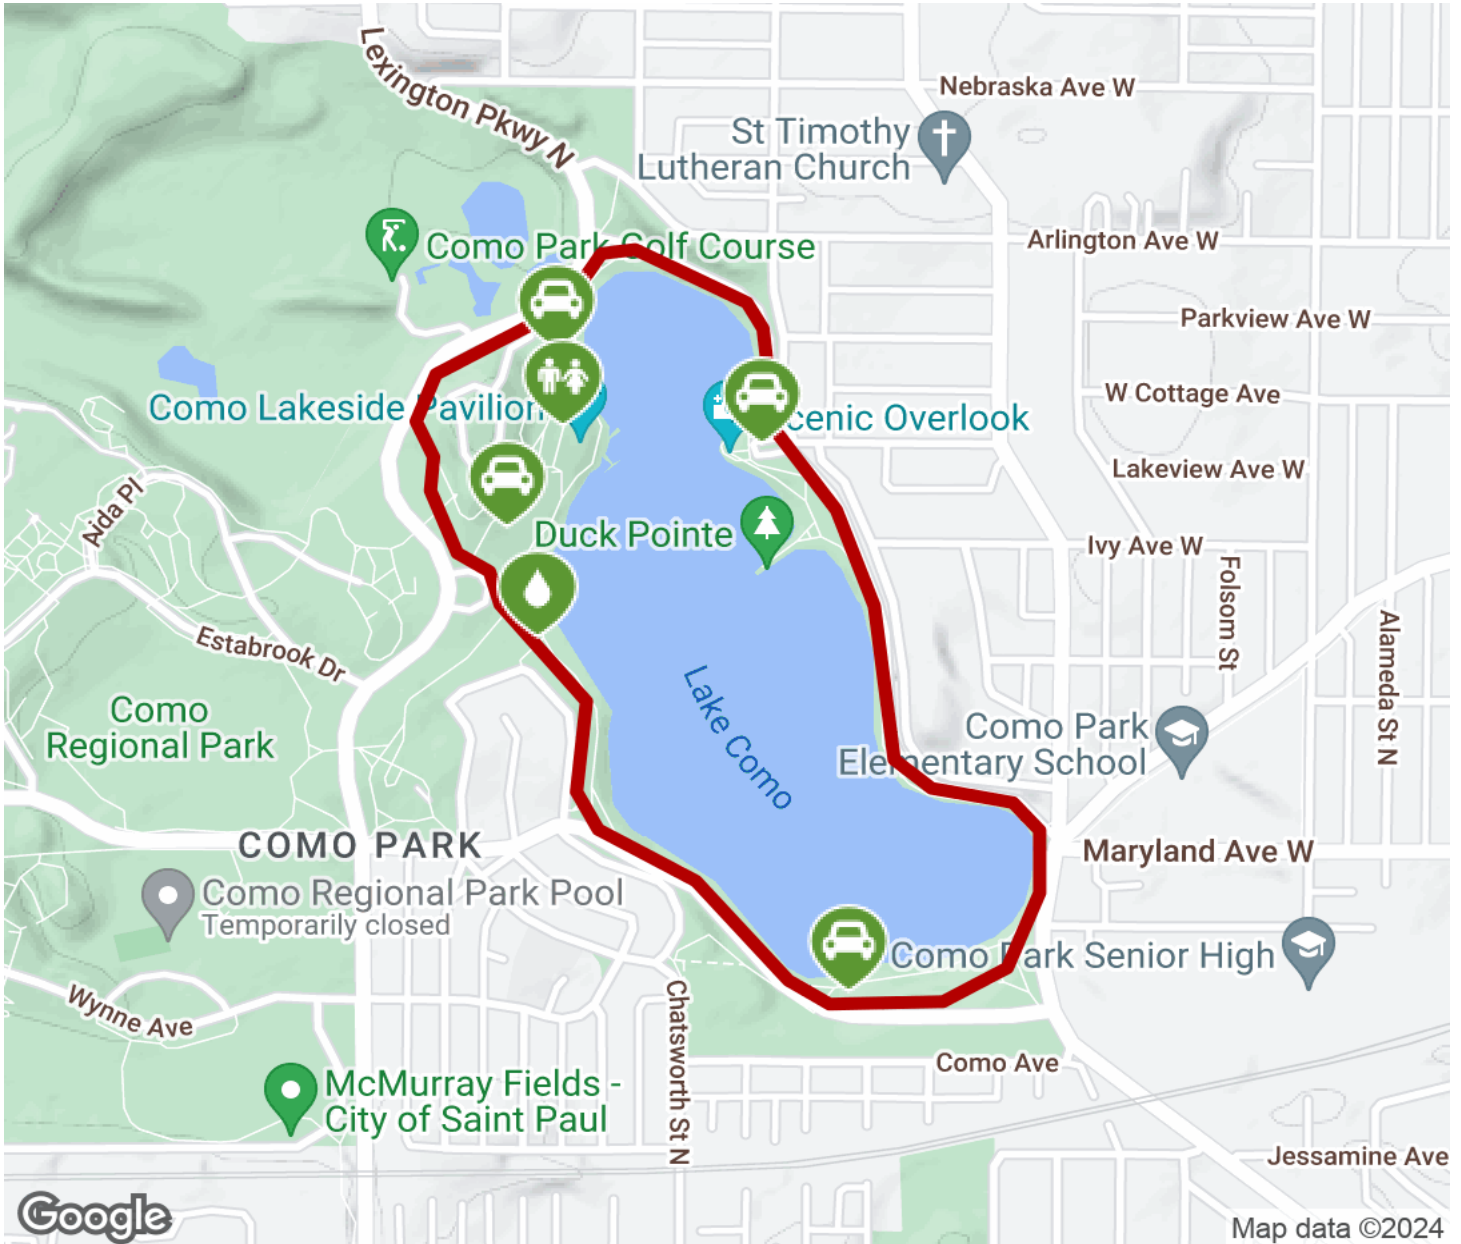 Lexington Pkwy N
Nebraska Ave W
St Timothy
Lutheran Church
Como Park Golf Course
Arlington Ave W
Parkview Ave W
W Cottage Ave
Como Lakeside Pavilion
cenic Overlook
Lakeview Ave W
Aida Pl
Duck Pointe
Ivy Ave W
Folsom St
Alameda St N
Estabrook Dr
Lake Como
Como
Regional Park
Como Park
Elementary School
COMO PARK
Maryland Ave W
Como Regional Park Pool
Temporarily closed
Como Park Senior High
Wynne Ave
Chatsworth St N
Como Ave
McMurray Fields -
City of Saint Paul
Jessamine Ave
Google
Map data ©2024